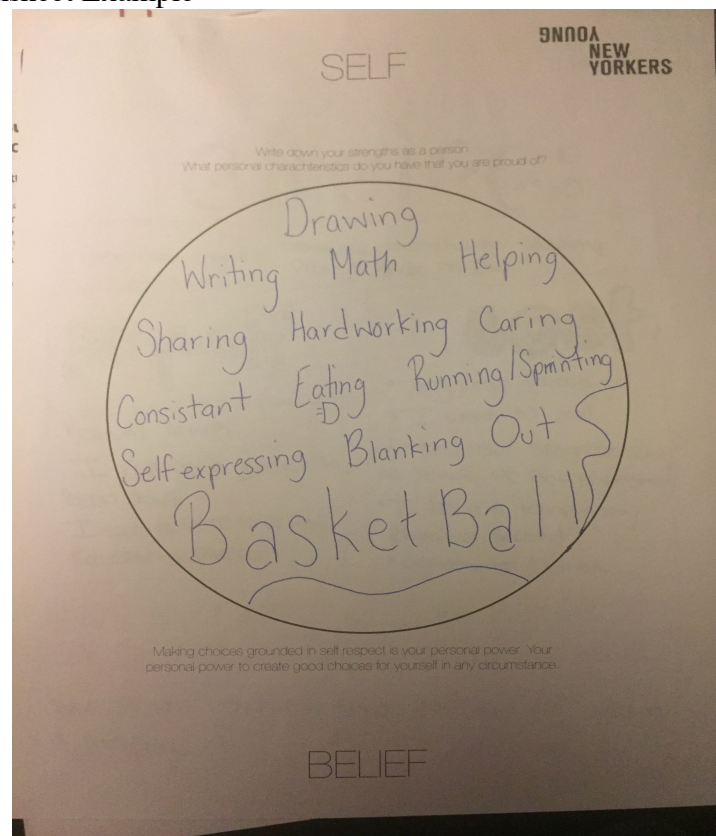 Example
SELF
YOUNG
NEW
YORKERS
Write down your strengths as a person
What personal charachteristics do you have that you are proud of?
Drawing
Writing Math Helping
Sharing Hardworking Caring
Consistant Eating Running/Sprinting
=D
Self expressing Blanking Out
BasketBall
Making choices grounded in self respect is your personal power. Your
personal power to create good choices for yourself in any circumstance.
BELIEF